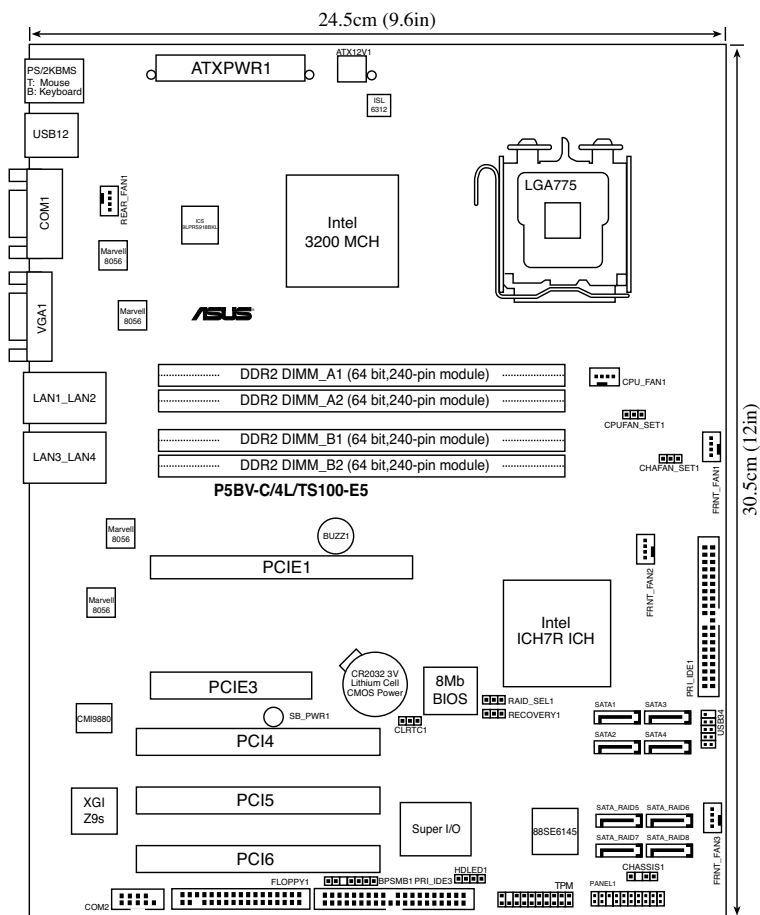 24.5cm (9.6in)
PS/2KBMS
T: Mouse
B: Keyboard
ATXPWR1
ATX12V1
ISL
6312
USB12
COM1
REAR_FAN1
ICS
9LPRS918BKL
Intel
3200 MCH
LGA775
Marvell
8056
Marvell
8056
ASUS
VGA1
LAN1_LAN2
LAN3_LAN4
DDR2 DIMM_A1 (64 bit,240-pin module)
DDR2 DIMM_A2 (64 bit,240-pin module)
DDR2 DIMM_B1 (64 bit,240-pin module)
DDR2 DIMM_B2 (64 bit,240-pin module)
P5BV-C/4L/TS100-E5
CPU_FAN1
CPUFAN_SET1
CHAFAN_SET1
FRNT_FAN1
30.5cm (12in)
Marvell
8056
BUZZ1
PCIE1
FRNT_FAN2
Marvell
8056
Intel
ICH7R ICH
PRI_IDE1
PCIE3
CR2032 3V
Lithium Cell
CMOS Power
8Mb
BIOS
RAID_SEL1
RECOVERY1
CMI9880
SB_PWR1
CLRTC1
SATA1
SATA3
SATA2
SATA4
USB34
PCI4
XGI
Z9s
PCI5
Super I/O
88SE6145
SATA_RAID5
SATA_RAID6
SATA_RAID7
SATA_RAID8
FRNT_FAN3
PCI6
FLOPPY1
BPSMB1
PRI_IDE3
HDLED1
CHASSIS1
COM2
TPM
PANEL1